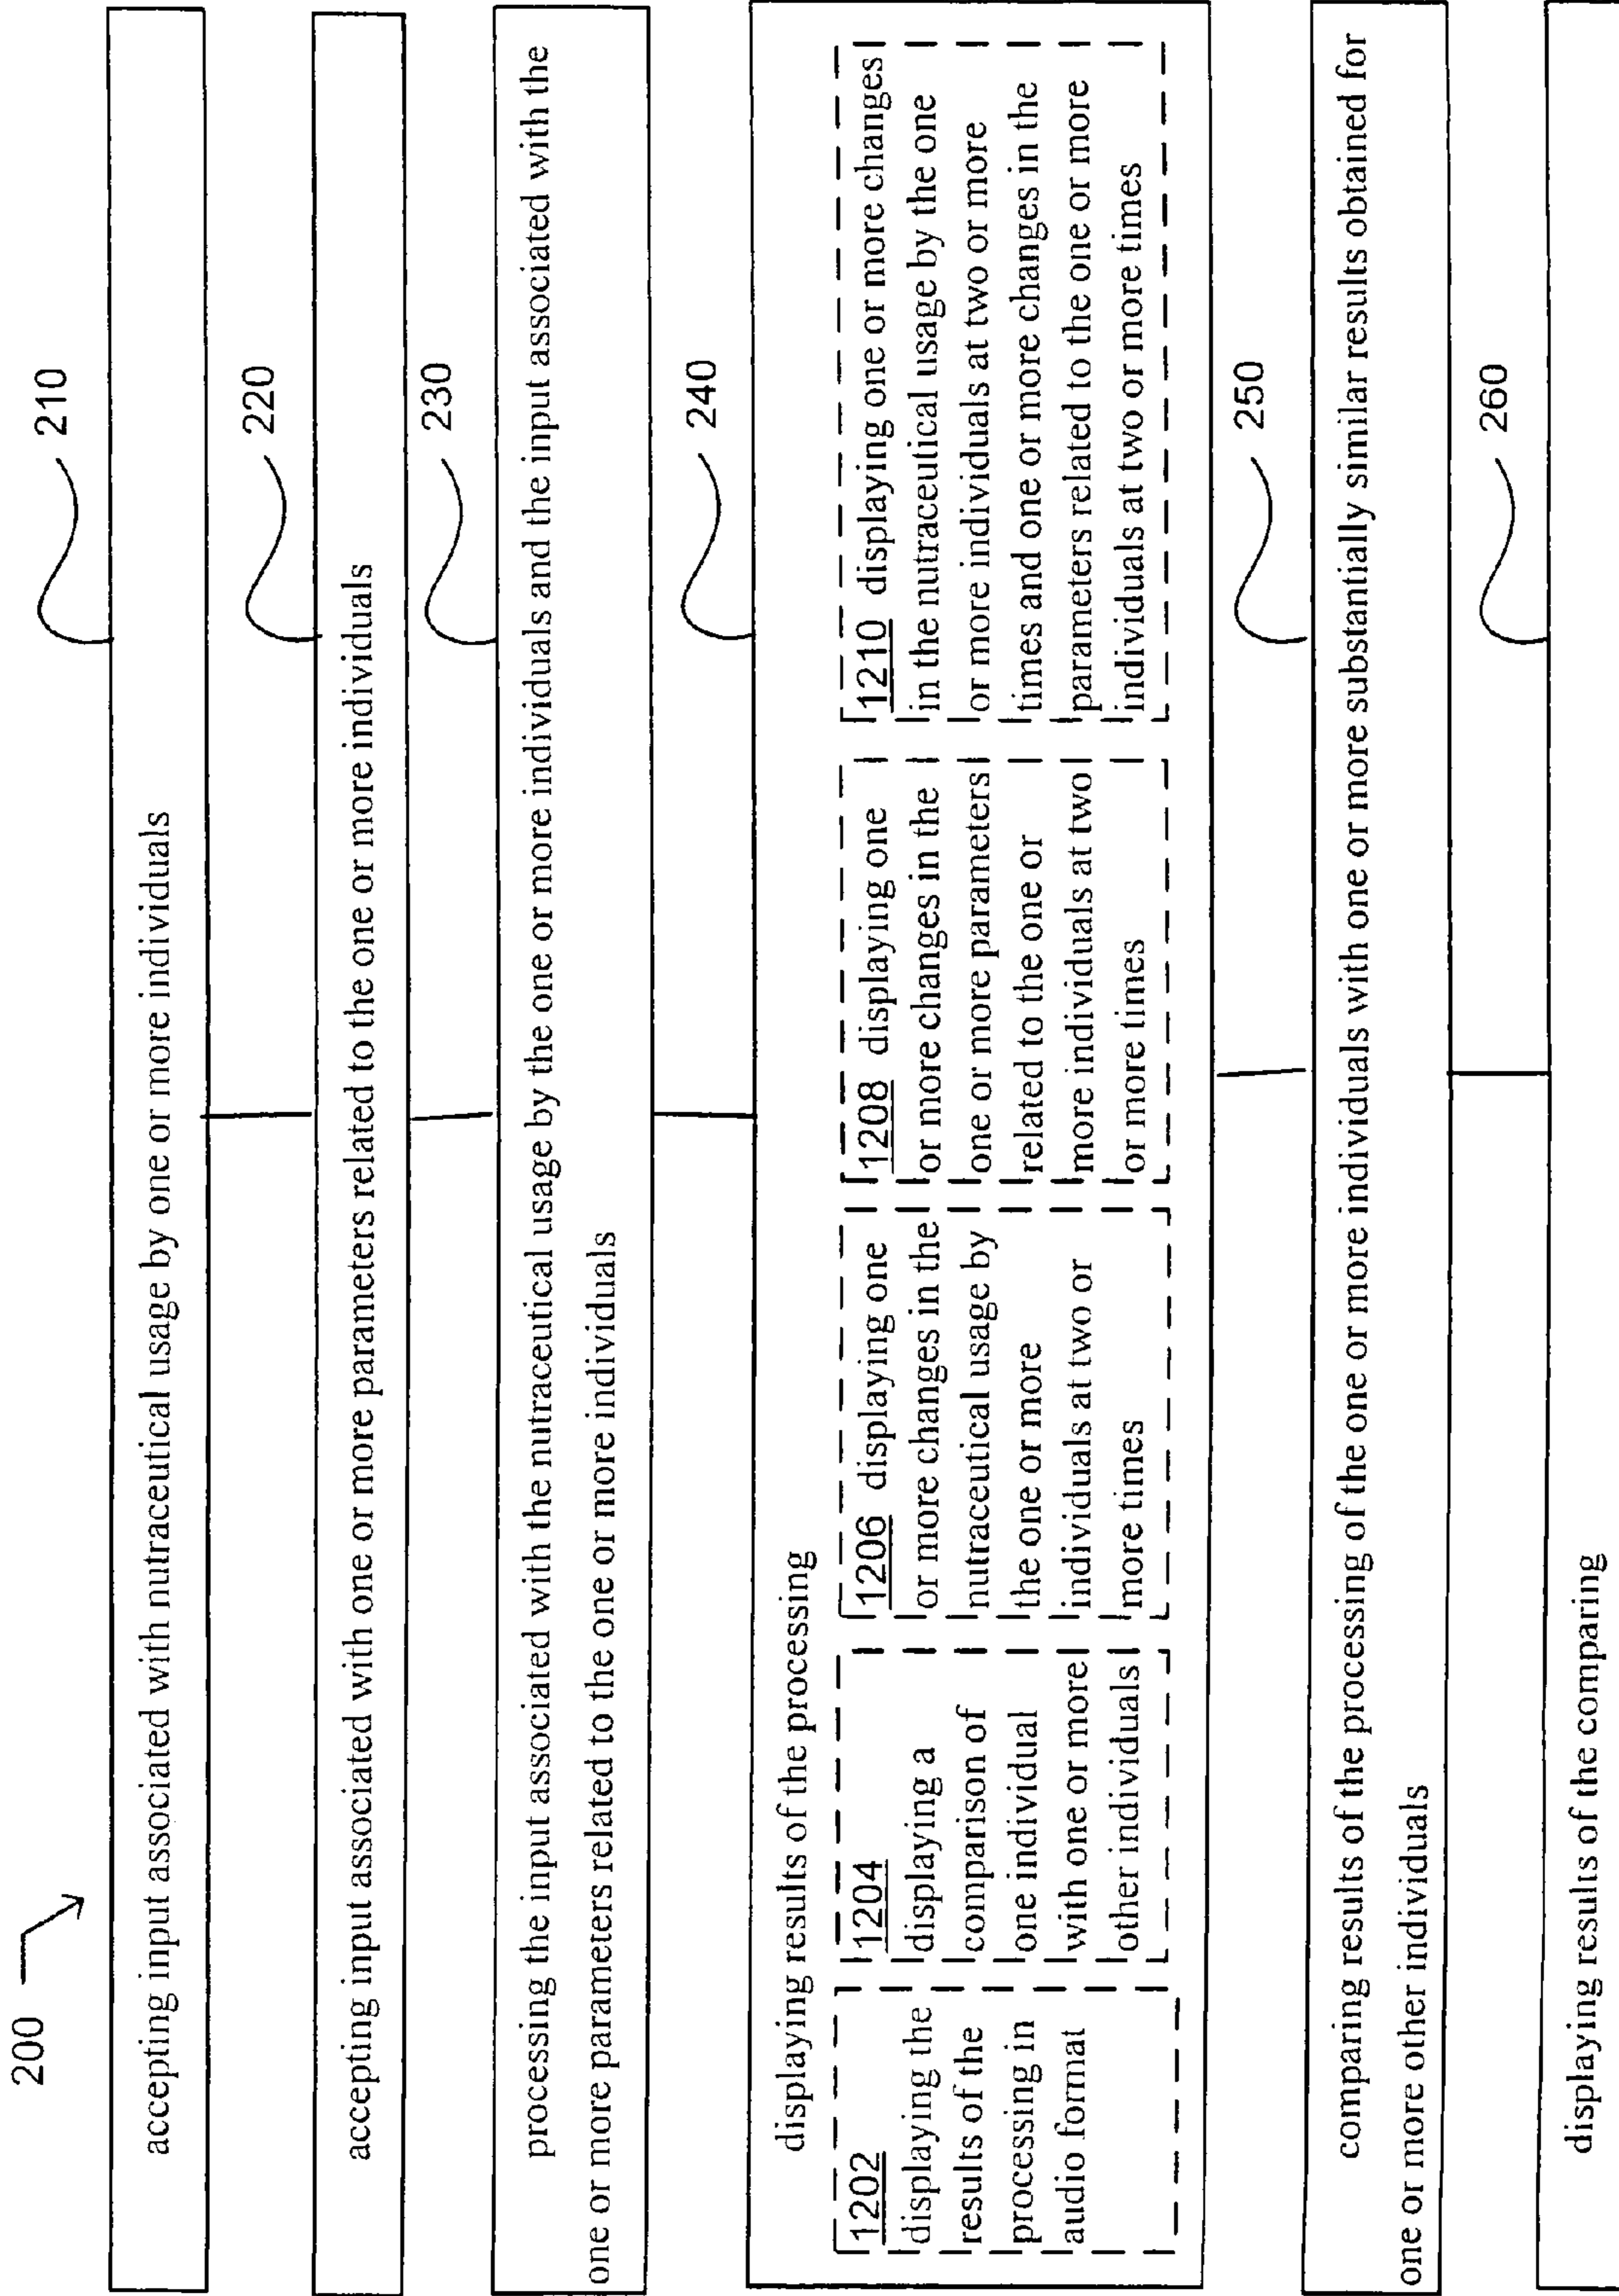 200
210
accepting input associated with nutraceutical usage by one or more individuals
220
accepting input associated with one or more parameters related to the one or more individuals
230
processing the input associated with the nutraceutical usage by the one or more individuals and the input associated with the
one or more parameters related to the one or more individuals
240
displaying results of the processing
1202
displaying the
results of the
processing in
audio format
1204
displaying a
comparison of
one individual
with one or more
other individuals
1206 displaying one
or more changes in the
nutraceutical usage by
the one or more
individuals at two or
more times
1208 displaying one
or more changes in the
one or more parameters
related to the one or
more individuals at two
or more times
1210 displaying one or more changes
in the nutraceutical usage by the one
or more individuals at two or more
times and one or more changes in the
parameters related to the one or more
individuals at two or more times
250
comparing results of the processing of the one or more individuals with one or more substantially similar results obtained for
one or more other individuals
260
displaying results of the comparing